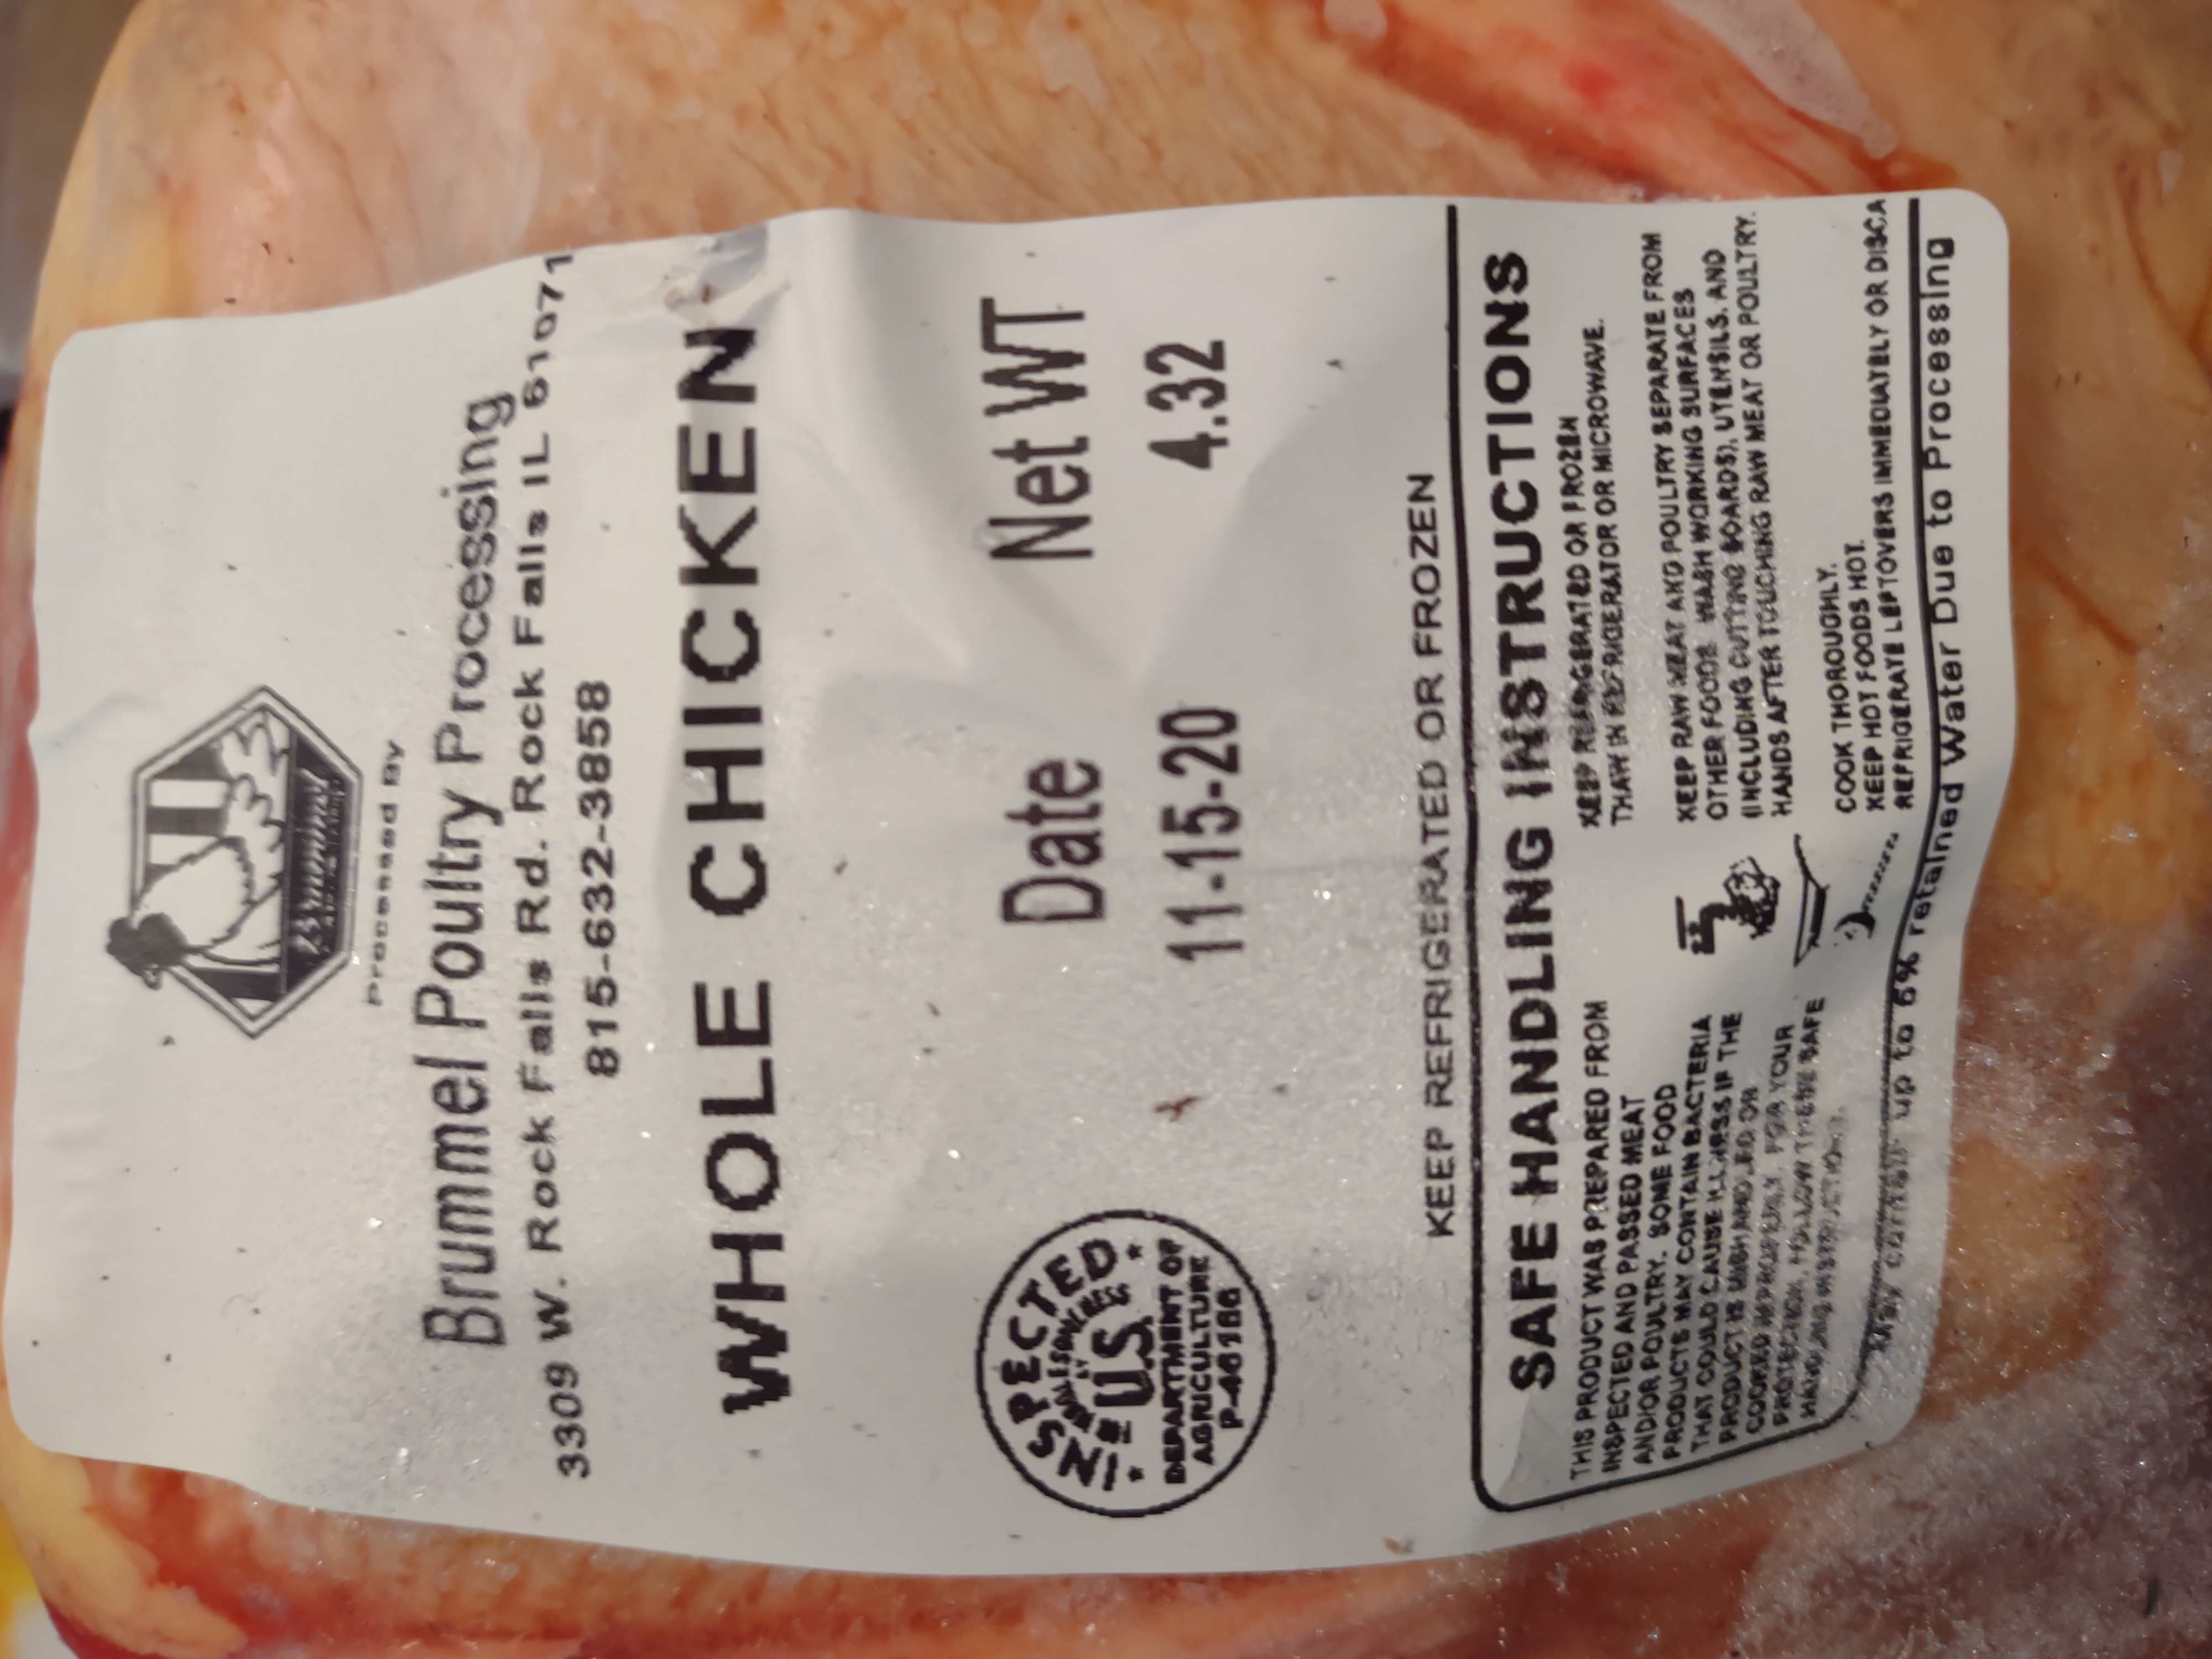 Processed By
Brummel Poultry Processing
3309 W. Rock Falls Rd. Rock Falls IL 61071
815-632-3858
WHOLE CHICKEN
INSPECTED
FOR WHOLESOMENESS
BY
U.S.
DEPARTMENT OF
AGRICULTURE
P-46186
Date
11-15-20
Net WT
4.32
KEEP REFRIGERATED OR FROZEN
SAFE HANDLING INSTRUCTIONS
THIS PRODUCT WAS PREPARED FROM
INSPECTED AND PASSED MEAT
AND/OR POULTRY. SOME FOOD
PRODUCTS MAY CONTAIN BACTERIA
THAT COULD CAUSE ILLNESS IF THE
PRODUCT IS MISHANDLED OR
COOKED IMPROPERLY. FOR YOUR
PROTECTION, FOLLOW THESE SAFE
HANDLING INSTRUCTIONS.
KEEP REFRIGERATED OR FROZEN
THAW IN REFRIGERATOR OR MICROWAVE.
KEEP RAW MEAT AND POULTRY SEPARATE FROM
OTHER FOODS. WASH WORKING SURFACES
(INCLUDING CUTTING BOARDS), UTENSILS, AND
HANDS AFTER TOUCHING RAW MEAT OR POULTRY.
COOK THOROUGHLY.
KEEP HOT FOODS HOT.
REFRIGERATE LEFTOVERS IMMEDIATELY OR DISCA
May contain up to 6% retained Water Due to Processing